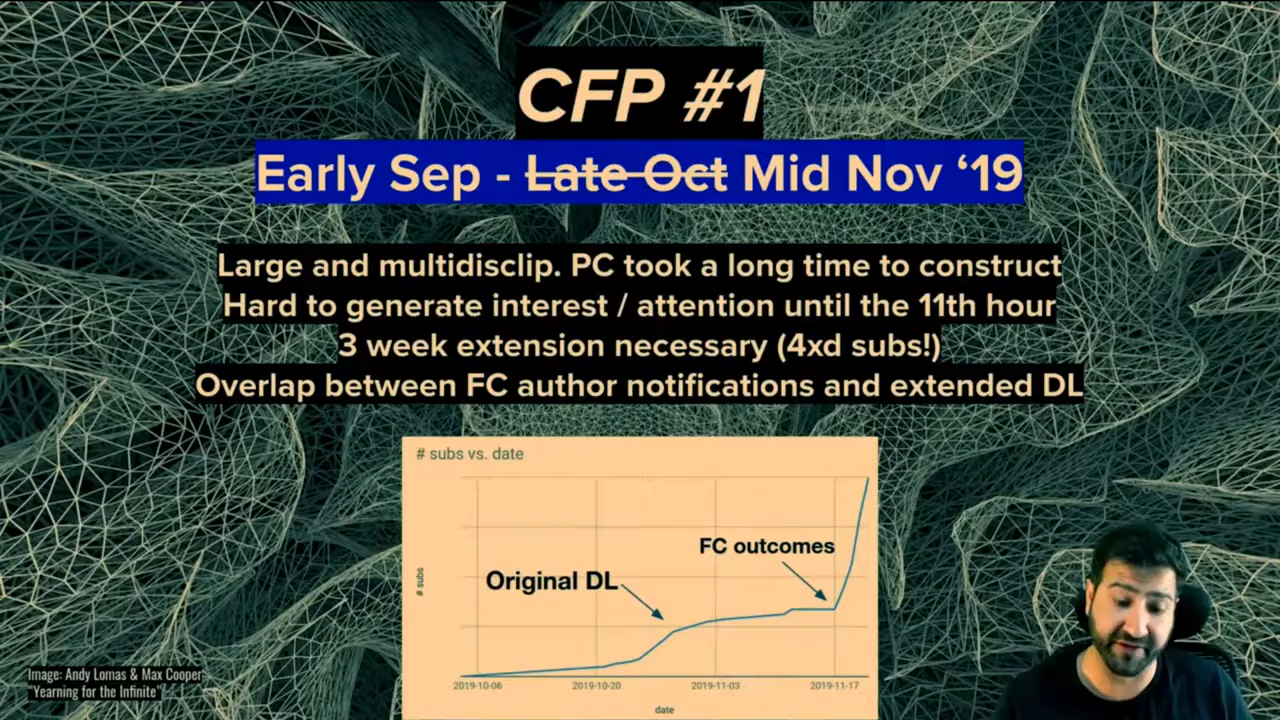 CFP #1
Early Sep - Late Oct Mid Nov ‘19
Large and multidisclip. PC took a long time to construct
Hard to generate interest / attention until the 11th hour
3 week extension necessary (4xd subs!)
Overlap between FC author notifications and extended DL
# subs vs. date
FC outcomes
Original DL
# subs
2019-10-06 2019-10-20 2019-11-03 2019-11-17
date
Image: Andy Lomas & Max Cooper
"Yearning for the Infinite"